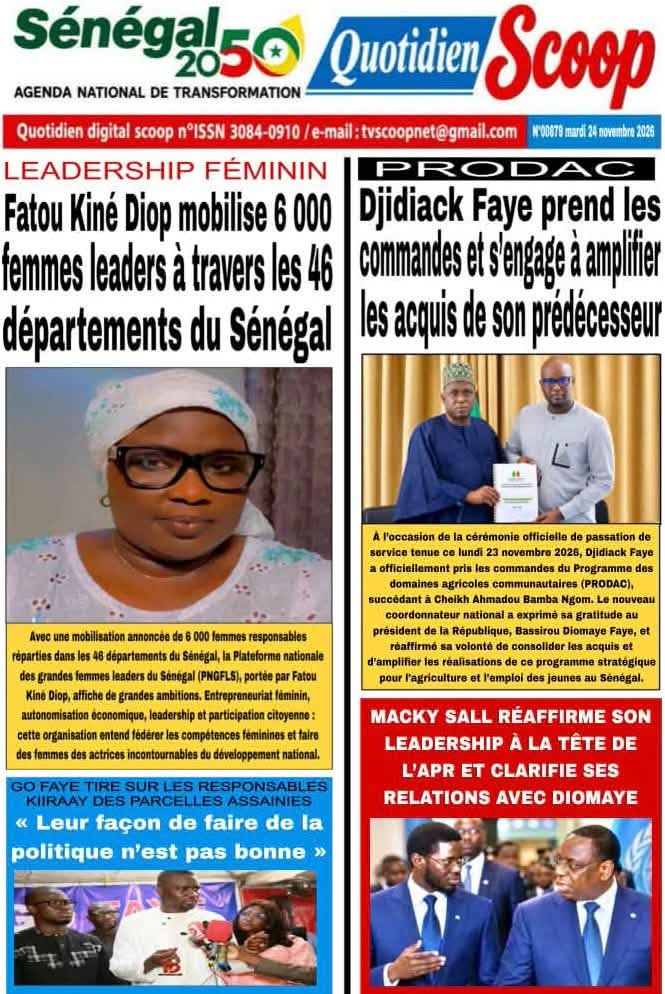 Sénégal
2050
AGENDA NATIONAL DE TRANSFORMATION
Quotidien Scoop
Quotidien digital scoop n°ISSN 3084-0910 / e-mail : tvscoopnet@gmail.com
N°00879 mardi 24 novembre 2026
LEADERSHIP FÉMININ
Fatou Kiné Diop mobilise 6 000
femmes leaders à travers les 46
départements du Sénégal
Avec une mobilisation annoncée de 6 000 femmes responsables
réparties dans les 46 départements du Sénégal, la Plateforme nationale
des grandes femmes leaders du Sénégal (PNGFLS), portée par Fatou
Kiné Diop, affiche de grandes ambitions. Entrepreneuriat féminin,
autonomisation économique, leadership et participation citoyenne :
cette organisation entend fédérer les compétences féminines et faire
des femmes des actrices incontournables du développement national.
GO FAYE TIRE SUR LES RESPONSABLES
KIIRAAY DES PARCELLES ASSAINIES
« Leur façon de faire de la
politique n'est pas bonne »
PRODAC
Djidiack Faye prend les
commandes et s'engage à amplifier
les acquis de son prédécesseur
À l'occasion de la cérémonie officielle de passation de
service tenue ce lundi 23 novembre 2026, Djidiack Faye
a officiellement pris les commandes du Programme des
domaines agricoles communautaires (PRODAC),
succédant à Cheikh Ahmadou Bamba Ngom. Le nouveau
coordonnateur national a exprimé sa gratitude au
président de la République, Bassirou Diomaye Faye, et
réaffirmé sa volonté de consolider les acquis et
d'amplifier les réalisations de ce programme stratégique
pour l'agriculture et l'emploi des jeunes au Sénégal.
MACKY SALL RÉAFFIRME SON
LEADERSHIP À LA TÊTE DE
L'APR ET CLARIFIE SES
RELATIONS AVEC DIOMAYE